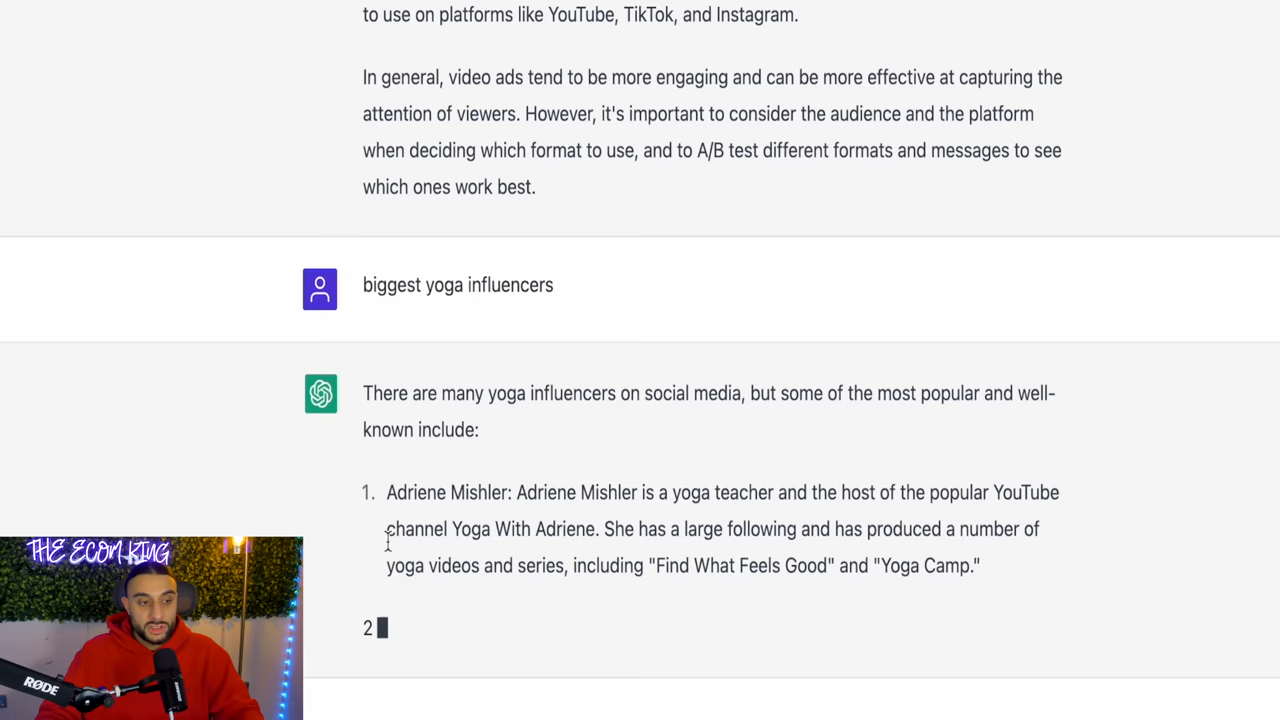 to use on platforms like YouTube, TikTok, and Instagram.
In general, video ads tend to be more engaging and can be more effective at capturing the
attention of viewers. However, it's important to consider the audience and the platform
when deciding which format to use, and to A/B test different formats and messages to see
which ones work best.
biggest yoga influencers
There are many yoga influencers on social media, but some of the most popular and well-
known include:
1. Adriene Mishler: Adriene Mishler is a yoga teacher and the host of the popular YouTube
channel Yoga With Adriene. She has a large following and has produced a number of
yoga videos and series, including "Find What Feels Good" and "Yoga Camp."
2
THE ECOM KING
RØDE